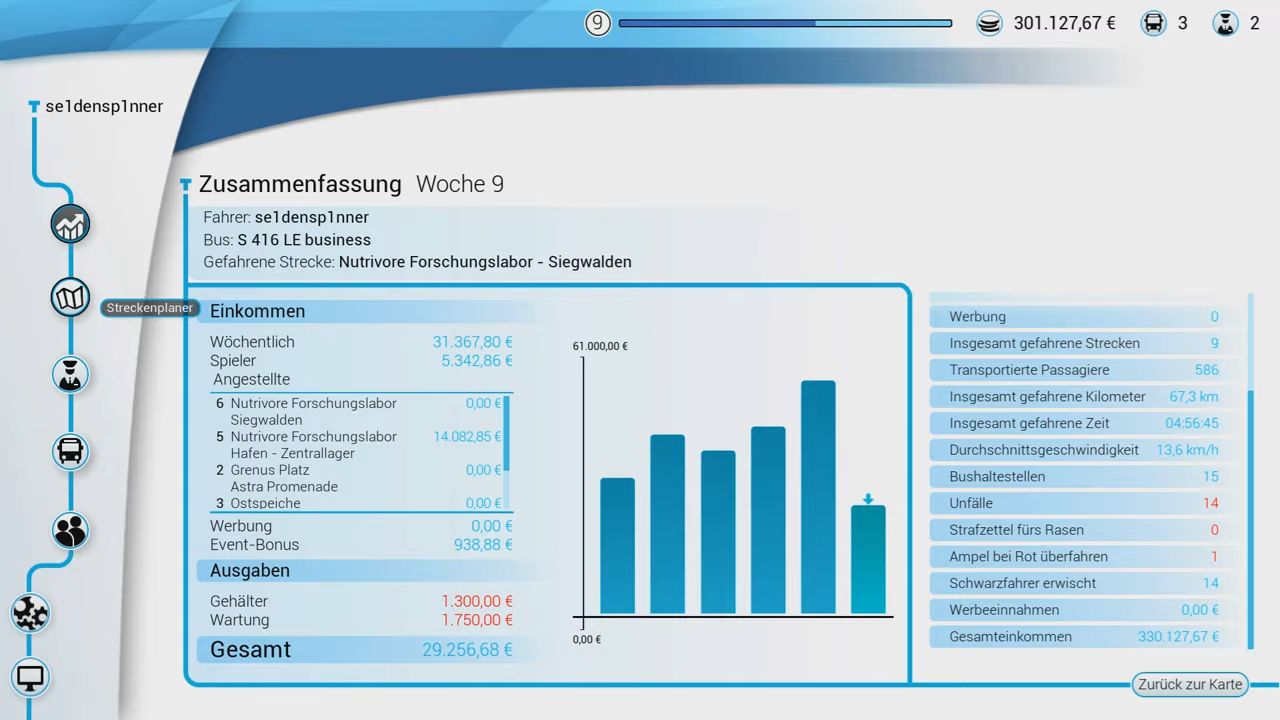 9
301.127,67 €
3
2
se1densp1nner
Zusammenfassung Woche 9
Fahrer: se1densp1nner
Bus: S 416 LE business
Gefahrene Strecke: Nutrivore Forschungslabor - Siegwalden
Streckenplaner
Einkommen
Wöchentlich 31.367,80 €
Spieler 5.342,86 €
Angestellte
6 Nutrivore Forschungslabor 0,00 €
Siegwalden
5 Nutrivore Forschungslabor 14.082,85 €
Hafen - Zentrallager
2 Grenus Platz 0,00 €
Astra Promenade
3 Ostspeiche 0,00 €
Werbung 0,00 €
Event-Bonus 938,88 €
Ausgaben
Gehälter 1.300,00 €
Wartung 1.750,00 €
Gesamt 29.256,68 €
61.000,00 €
0,00 €
Werbung 0
Insgesamt gefahrene Strecken 9
Transportierte Passagiere 586
Insgesamt gefahrene Kilometer 67,3 km
Insgesamt gefahrene Zeit 04:56:45
Durchschnittsgeschwindigkeit 13,6 km/h
Bushaltestellen 15
Unfälle 14
Strafzettel fürs Rasen 0
Ampel bei Rot überfahren 1
Schwarzfahrer erwischt 14
Werbeeinnahmen 0,00 €
Gesamteinkommen 330.127,67 €
Zurück zur Karte